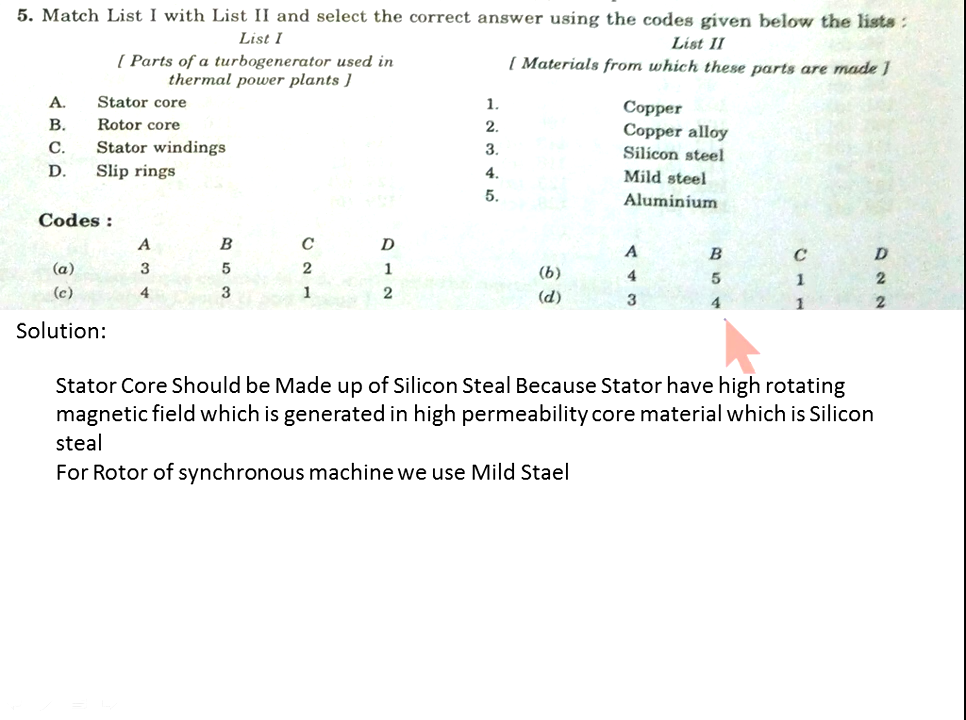 5. Match List I with List II and select the correct answer using the codes given below the lists :
List I
List II
[ Parts of a turbogenerator used in
thermal power plants ]
[ Materials from which these parts are made ]
A. Stator core 1. Copper
B. Rotor core 2. Copper alloy
C. Stator windings 3. Silicon steel
D. Slip rings 4. Mild steel
5. Aluminium
Codes :
A B C D A B C D
(a) 3 5 2 1 (b) 4 5 1 2
(c) 4 3 1 2 (d) 3 4 1 2
Solution:
Stator Core Should be Made up of Silicon Steal Because Stator have high rotating
magnetic field which is generated in high permeability core material which is Silicon
steal
For Rotor of synchronous machine we use Mild Stael